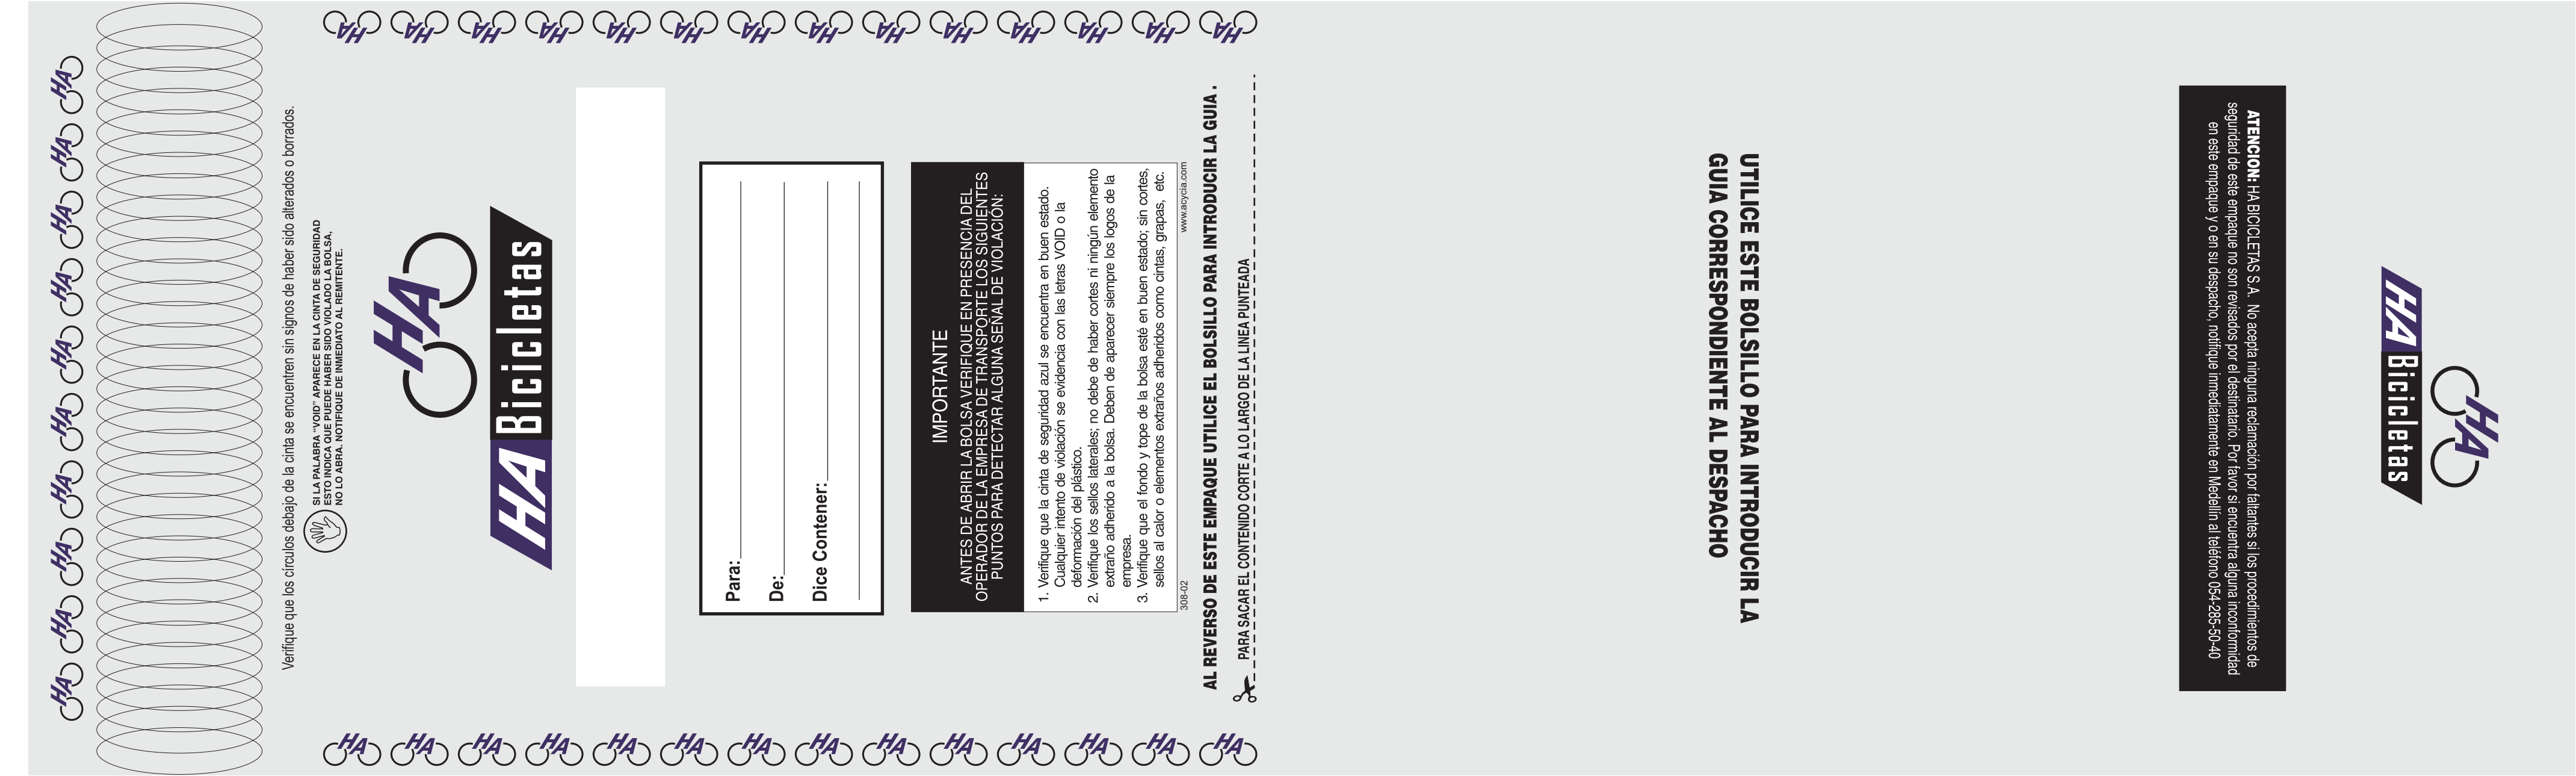 Verifique que los círculos debajo de la cinta se encuentren sin signos de haber sido alterados o borrados.
SI LA PALABRA "VOID" APARECE EN LA CINTA DE SEGURIDAD
ESTO INDICA QUE PUEDE HABER SIDO VIOLADO LA BOLSA,
NO LO ABRA. NOTIFIQUE DE INMEDIATO AL REMITENTE.
HA
HA Bicicletas
Para:
De:
Dice Contener:
IMPORTANTE
ANTES DE ABRIR LA BOLSA VERIFIQUE EN PRESENCIA DEL
OPERADOR DE LA EMPRESA DE TRANSPORTE LOS SIGUIENTES
PUNTOS PARA DETECTAR ALGUNA SEÑAL DE VIOLACIÓN:
1. Verifique que la cinta de seguridad azul se encuentra en buen estado.
Cualquier intento de violación se evidencia con las letras VOID o la
deformación del plástico.
2. Verifique los sellos laterales; no debe de haber cortes ni ningún elemento
extraño adherido a la bolsa. Deben de aparecer siempre los logos de la
empresa.
3. Verifique que el fondo y tope de la bolsa esté en buen estado; sin cortes,
sellos al calor o elementos extraños adheridos como cintas, grapas, etc.
308-02 www.acycia.com
AL REVERSO DE ESTE EMPAQUE UTILICE EL BOLSILLO PARA INTRODUCIR LA GUIA .
PARA SACAR EL CONTENIDO CORTE A LO LARGO DE LA LINEA PUNTEADA
UTILICE ESTE BOLSILLO PARA INTRODUCIR LA
GUIA CORRESPONDIENTE AL DESPACHO
ATENCION: HA BICICLETAS S.A. No acepta ninguna reclamación por faltantes si los procedimientos de
seguridad de este empaque no son revisados por el destinatario. Por favor si encuentra alguna inconformidad
en este empaque y o en su despacho, notifique inmediatamente en Medellín al teléfono 054-285-50-40
HA
HA Bicicletas